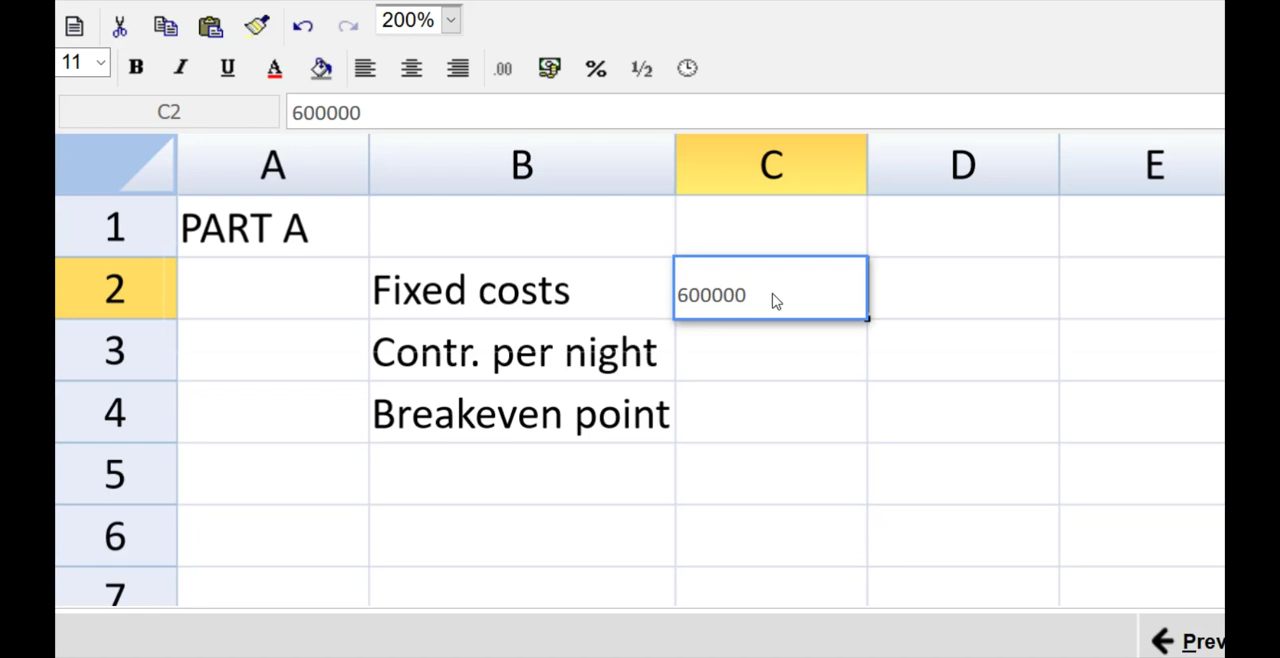 200%
11 B I U A .00 % 1/2
C2 600000
A B C D E
1 PART A
2 Fixed costs 600000
3 Contr. per night
4 Breakeven point
5
6
7
Prev